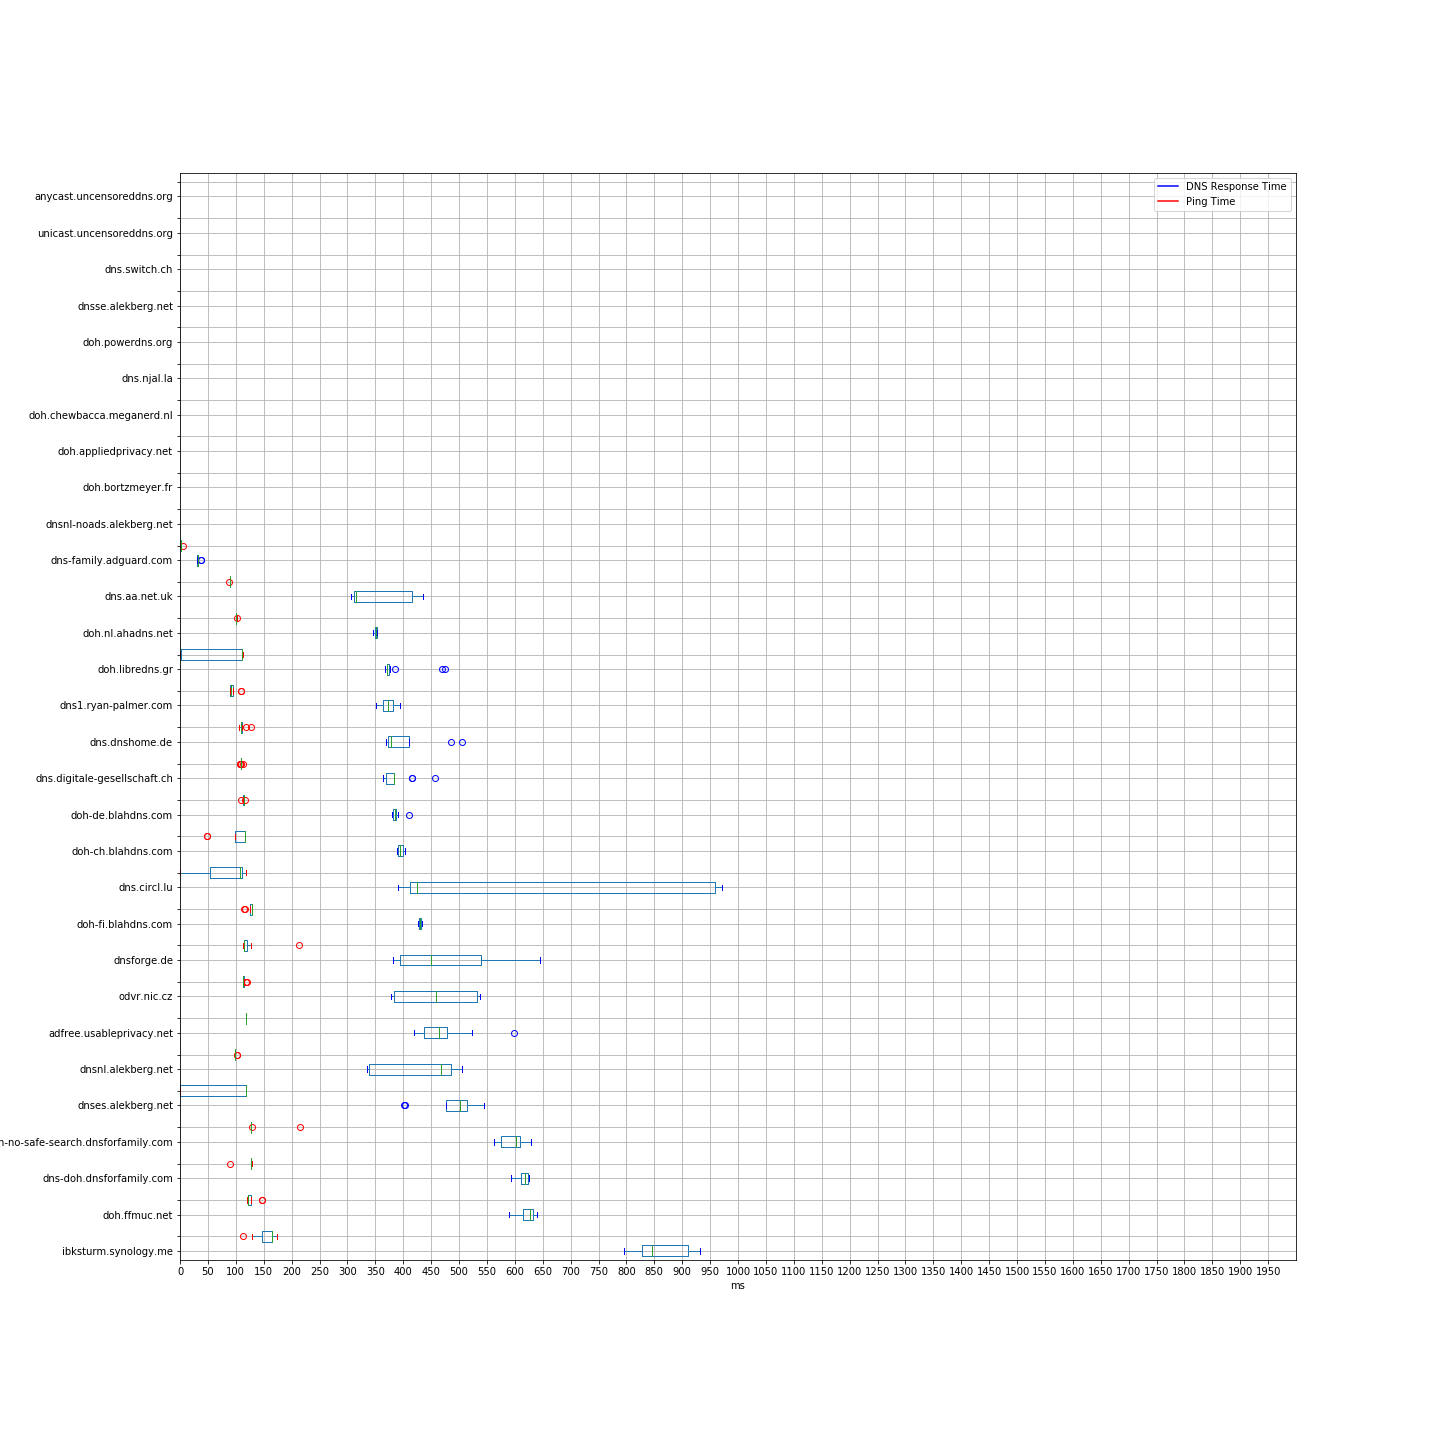 DNS Response Time
Ping Time
anycast.uncensoreddns.org
unicast.uncensoreddns.org
dns.switch.ch
dnsse.alekberg.net
doh.powerdns.org
dns.njal.la
doh.chewbacca.meganerd.nl
doh.appliedprivacy.net
doh.bortzmeyer.fr
dnsnl-noads.alekberg.net
dns-family.adguard.com
dns.aa.net.uk
doh.nl.ahadns.net
doh.libredns.gr
dns1.ryan-palmer.com
dns.dnshome.de
dns.digitale-gesellschaft.ch
doh-de.blahdns.com
doh-ch.blahdns.com
dns.circl.lu
doh-fi.blahdns.com
dnsforge.de
odvr.nic.cz
adfree.usableprivacy.net
dnsnl.alekberg.net
dnses.alekberg.net
-no-safe-search.dnsforfamily.com
dns-doh.dnsforfamily.com
doh.ffmuc.net
ibksturm.synology.me
0 50 100 150 200 250 300 350 400 450 500 550 600 650 700 750 800 850 900 950 1000 1050 1100 1150 1200 1250 1300 1350 1400 1450 1500 1550 1600 1650 1700 1750 1800 1850 1900 1950
ms